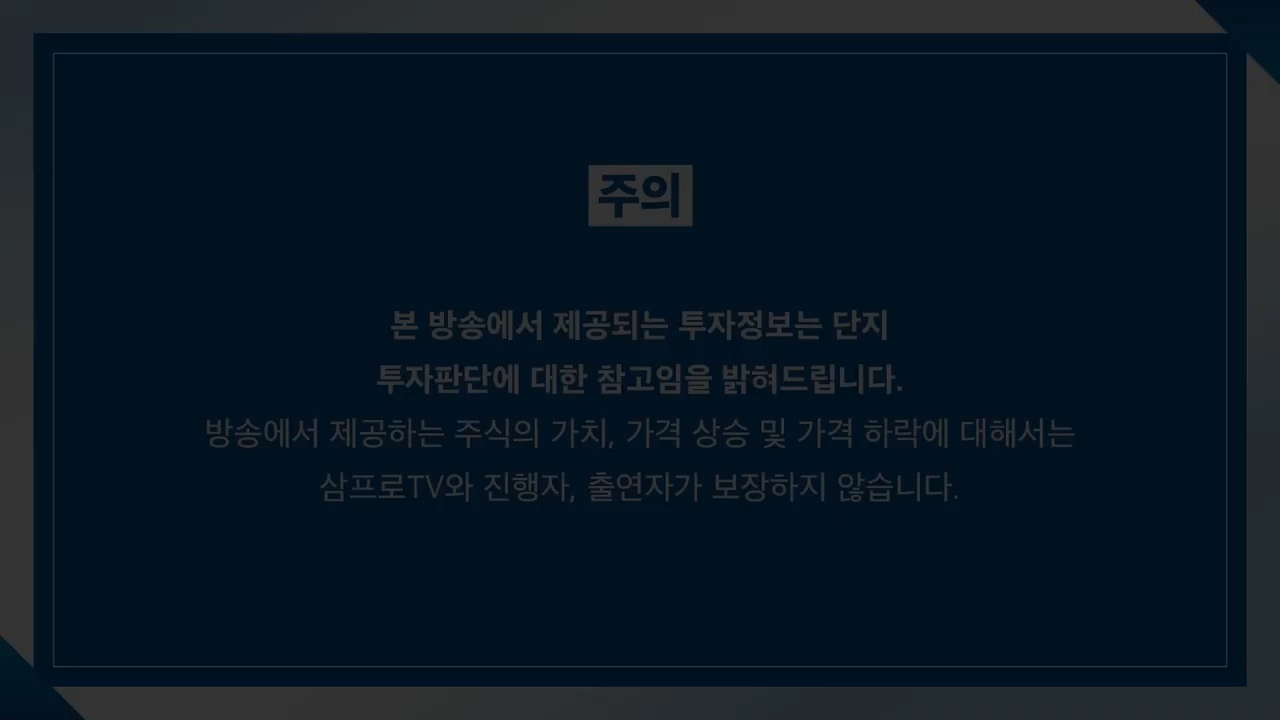 주의
본 방송에서 제공되는 투자정보는 단지
투자판단에 대한 참고임을 밝혀드립니다.
방송에서 제공하는 주식의 가치, 가격 상승 및 가격 하락에 대해서는
삼프로TV와 진행자, 출연자가 보장하지 않습니다.